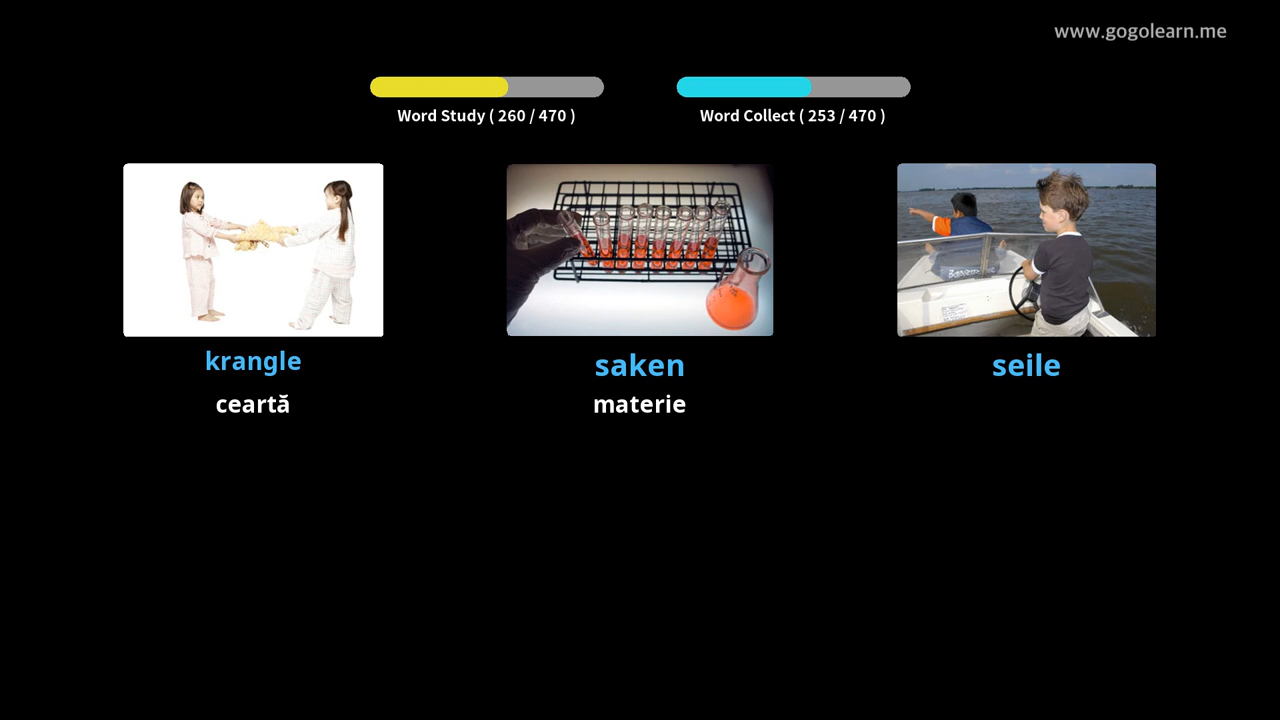 www.gogolearn.me
Word Study ( 260 / 470 )
Word Collect ( 253 / 470 )
krangle
saken
seile
ceartă
materie